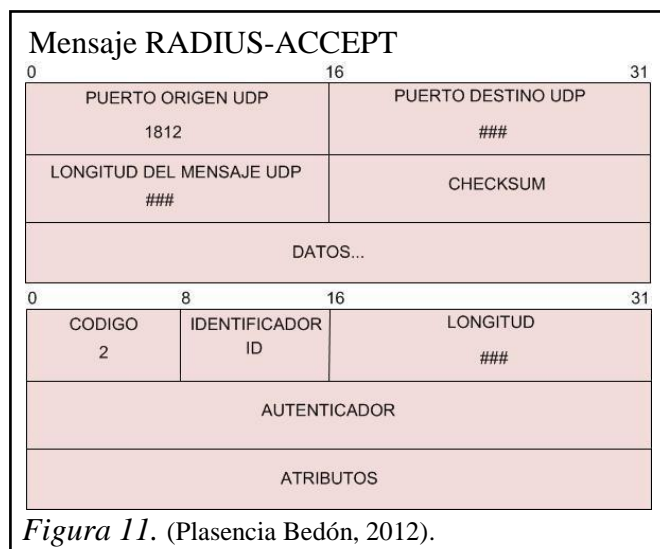 Mensaje RADIUS-ACCEPT
0 16 31
PUERTO ORIGEN UDP PUERTO DESTINO UDP
1812 ###
LONGITUD DEL MENSAJE UDP CHECKSUM
###
DATOS...
0 8 16 31
CODIGO IDENTIFICADOR LONGITUD
2 ID ###
AUTENTICADOR
ATRIBUTOS
Figura 11. (Plasencia Bedón, 2012).